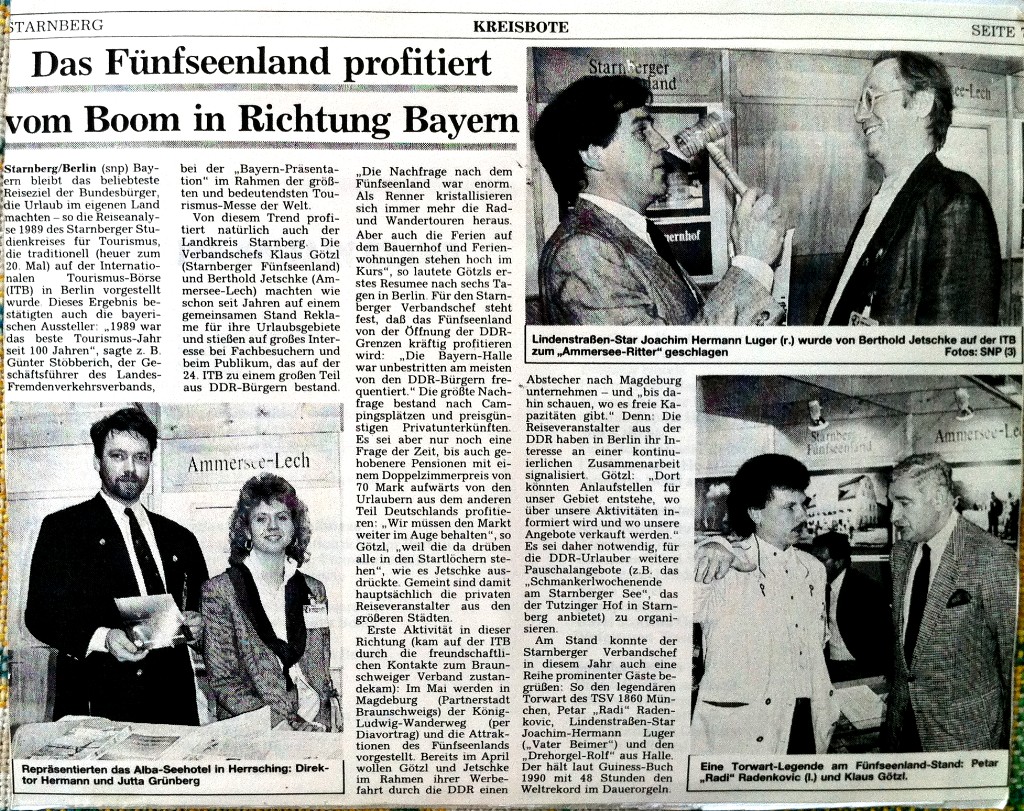 STARNBERG
KREISBOTE
SEITE 7
Das Fünfseenland profitiert
vom Boom in Richtung Bayern
Starnberg/Berlin (snp) Bay-
ern bleibt das beliebteste
Reiseziel der Bundesbürger,
die Urlaub im eigenen Land
machten – so die Reiseanaly-
se 1989 des Starnberger Stu-
dienkreises für Tourismus,
die traditionell (heuer zum
20. Mal) auf der Internatio-
nalen Tourismus-Börse
(ITB) in Berlin vorgestellt
wurde. Dieses Ergebnis be-
stätigten auch die bayeri-
schen Aussteller: „1989 war
das beste Tourismus-Jahr
seit 100 Jahren", sagte z. B.
Günter Stöbberich, der Ge-
schäftsführer des Landes-
Fremdenverkehrsverbands,
bei der „Bayern-Präsenta-
tion" im Rahmen der größ-
ten und bedeutendsten Tou-
rismus-Messe der Welt.
Von diesem Trend profi-
tiert natürlich auch der
Landkreis Starnberg. Die
Verbandschefs Klaus Götzl
(Starnberger Fünfseenland)
und Berthold Jetschke (Am-
mersee-Lech) machten wie
schon seit Jahren auf einem
gemeinsamen Stand Rekla-
me für ihre Urlaubsgebiete
und stießen auf großes Inter-
esse bei Fachbesuchern und
beim Publikum, das auf der
24. ITB zu einem großen Teil
aus DDR-Bürgern bestand.
„Die Nachfrage nach dem
Fünfseenland war enorm.
Als Renner kristallisieren
sich immer mehr die Rad-
und Wandertouren heraus.
Aber auch die Ferien auf
dem Bauernhof und Ferien-
wohnungen stehen hoch im
Kurs", so lautete Götzls er-
stes Resumee nach sechs Ta-
gen in Berlin. Für den Starn-
berger Verbandschef steht
fest, daß das Fünfseenland
von der Öffnung der DDR-
Grenzen kräftig profitieren
wird: „Die Bayern-Halle
war unbestritten am meisten
von den DDR-Bürgern fre-
quentiert." Die größte Nach-
frage bestand nach Cam-
pingsplätzen und preisgün-
stigen Privatunterkünften.
Es sei aber nur noch eine
Frage der Zeit, bis auch ge-
hobenere Pensionen mit ei-
nem Doppelzimmerpreis von
70 Mark aufwärts von den
Urlaubern aus dem anderen
Teil Deutschlands profitie-
ren: „Wir müssen den Markt
weiter im Auge behalten", so
Götzl, „weil die da drüben
alle in den Startlöchern ste-
hen", wie es Jetschke aus-
drückte. Gemeint sind damit
hauptsächlich die privaten
Reiseveranstalter aus den
größeren Städten.
Erste Aktivität in dieser
Richtung (kam auf der ITB
durch die freundschaftli-
chen Kontakte zum Braun-
schweiger Verband zustan-
dekam): Im Mai werden in
Magdeburg (Partnerstadt
Braunschweigs) der König-
Ludwig-Wanderweg (per
Diavortrag) und die Attrak-
tionen des Fünfseenlands
vorgestellt. Bereits im April
wollen Götzl und Jetschke
im Rahmen ihrer Werbe-
fahrt durch die DDR einen
Abstecher nach Magdeburg
unternehmen – und „bis da-
hin schauen, wo es freie Ka-
pazitäten gibt." Denn: Die
Reiseveranstalter aus der
DDR haben in Berlin ihr In-
teresse an einer kontinu-
ierlichen Zusammenarbeit
signalisiert. Götzl: „Dort
könnten Anlaufstellen für
unser Gebiet entstehe, wo
über unsere Aktivitäten in-
formiert wird und wo unsere
Angebote verkauft werden."
Es sei daher notwendig, für
die DDR-Urlauber weitere
Pauschalangebote (z.B. das
„Schmankerlwochenende
am Starnberger See", das
der Tutzinger Hof in Starn-
berg anbietet) zu organi-
sieren.
Am Stand konnte der
Starnberger Verbandschef
in diesem Jahr auch eine
Reihe prominenter Gäste be-
grüßen: So den legendären
Torwart des TSV 1860 Mün-
chen, Petar „Radi" Raden-
kovic, Lindenstraßen-Star
Joachim-Hermann Luger
(„Vater Beimer") und den
„Drehorgel-Rolf" aus Halle.
Der hält laut Guiness-Buch
1990 mit 48 Stunden den
Weltrekord im Dauerorgeln.
Starnberger
land
ee-Lech
ernhof
Lindenstraßen-Star Joachim Hermann Luger (r.) wurde von Berthold Jetschke auf der ITB
zum „Ammersee-Ritter" geschlagen
Fotos: SNP (3)
Ammersee-Lech
Repräsentierten das Alba-Seehotel in Herrsching: Direk-
tor Hermann und Jutta Grünberg
Starnberger
Fünfseenland
Ammersee-Le
Eine Torwart-Legende am Fünfseenland-Stand: Petar
„Radi" Radenkovic (l.) und Klaus Götzl.